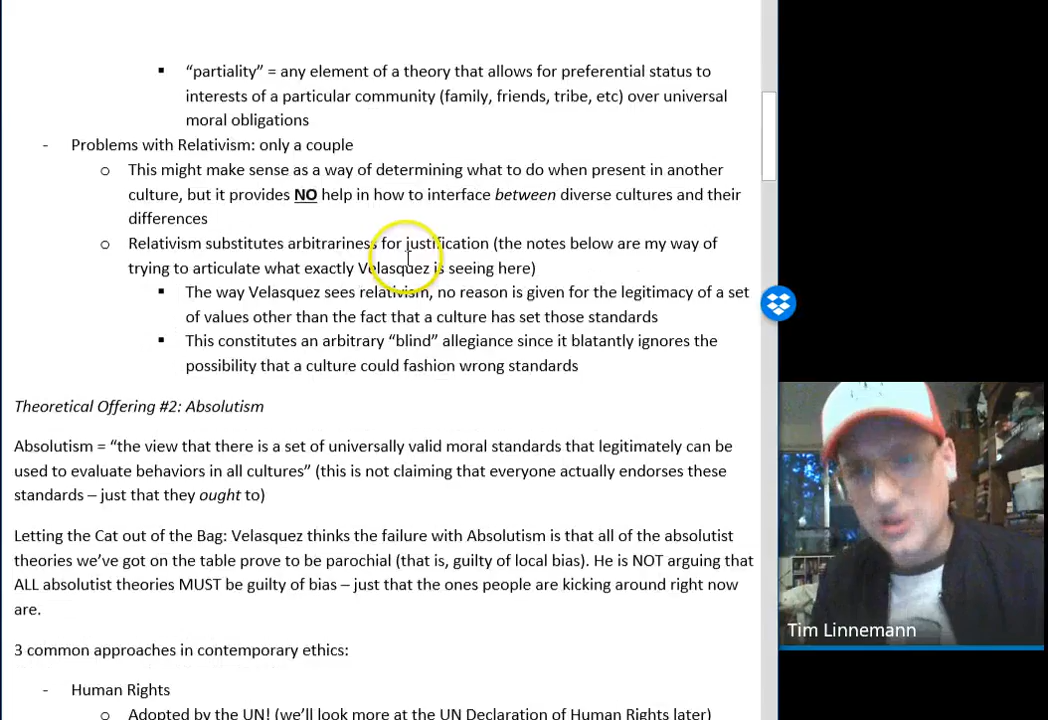 ▪ “partiality” = any element of a theory that allows for preferential status to
interests of a particular community (family, friends, tribe, etc) over universal
moral obligations
- Problems with Relativism: only a couple
o This might make sense as a way of determining what to do when present in another
culture, but it provides NO help in how to interface between diverse cultures and their
differences
o Relativism substitutes arbitrariness for justification (the notes below are my way of
trying to articulate what exactly Velasquez is seeing here)
▪ The way Velasquez sees relativism, no reason is given for the legitimacy of a set
of values other than the fact that a culture has set those standards
▪ This constitutes an arbitrary “blind” allegiance since it blatantly ignores the
possibility that a culture could fashion wrong standards
Theoretical Offering #2: Absolutism
Absolutism = “the view that there is a set of universally valid moral standards that legitimately can be
used to evaluate behaviors in all cultures” (this is not claiming that everyone actually endorses these
standards – just that they ought to)
Letting the Cat out of the Bag: Velasquez thinks the failure with Absolutism is that all of the absolutist
theories we’ve got on the table prove to be parochial (that is, guilty of local bias). He is NOT arguing that
ALL absolutist theories MUST be guilty of bias – just that the ones people are kicking around right now
are.
3 common approaches in contemporary ethics:
- Human Rights
o Adopted by the UN! (we’ll look more at the UN Declaration of Human Rights later)
Tim Linnemann